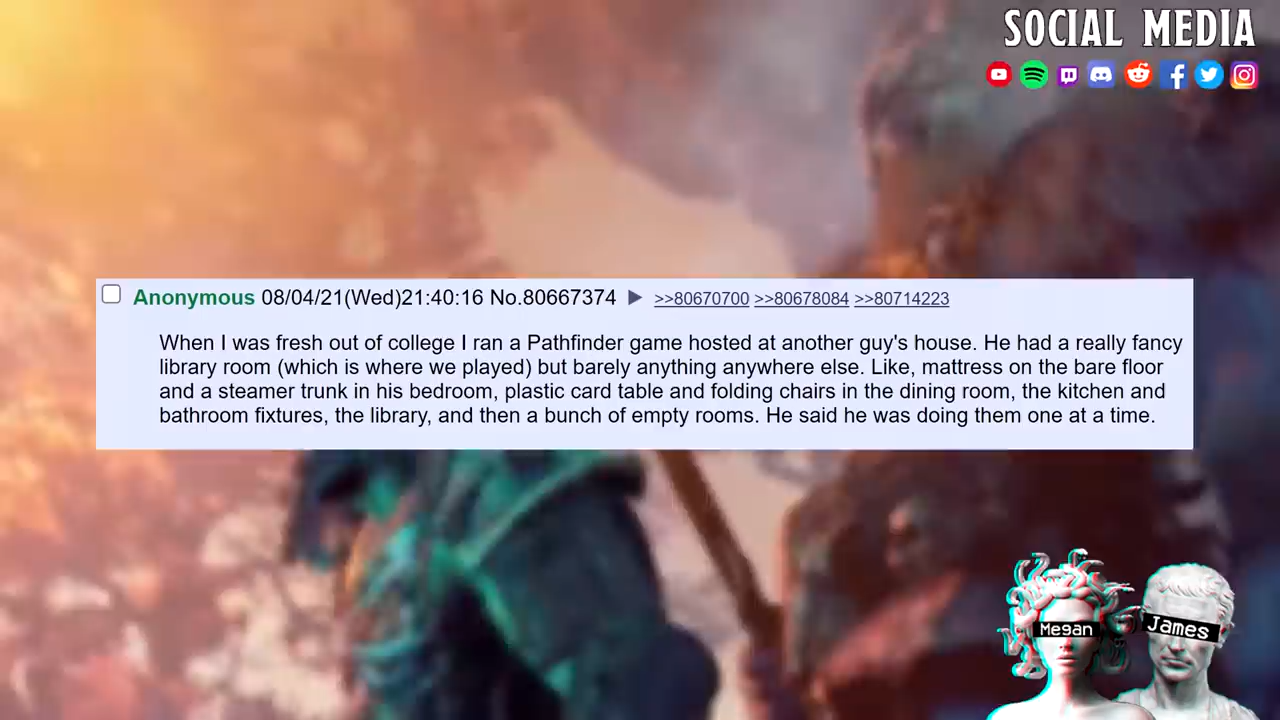 SOCIAL MEDIA
Anonymous 08/04/21(Wed)21:40:16 No.80667374 ▶ >>80670700 >>80678084 >>80714223
When I was fresh out of college I ran a Pathfinder game hosted at another guy's house. He had a really fancy
library room (which is where we played) but barely anything anywhere else. Like, mattress on the bare floor
and a steamer trunk in his bedroom, plastic card table and folding chairs in the dining room, the kitchen and
bathroom fixtures, the library, and then a bunch of empty rooms. He said he was doing them one at a time.
Megan
James